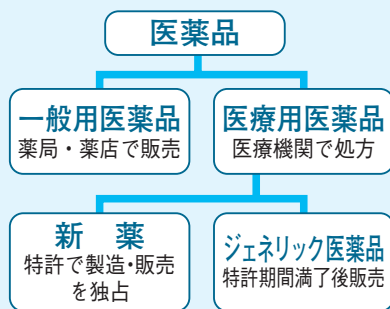 医薬品
一般用医薬品
薬局・薬店で販売
医療用医薬品
医療機関で処方
新　薬
特許で製造・販売
を独占
ジェネリック医薬品
特許期間満了後販売